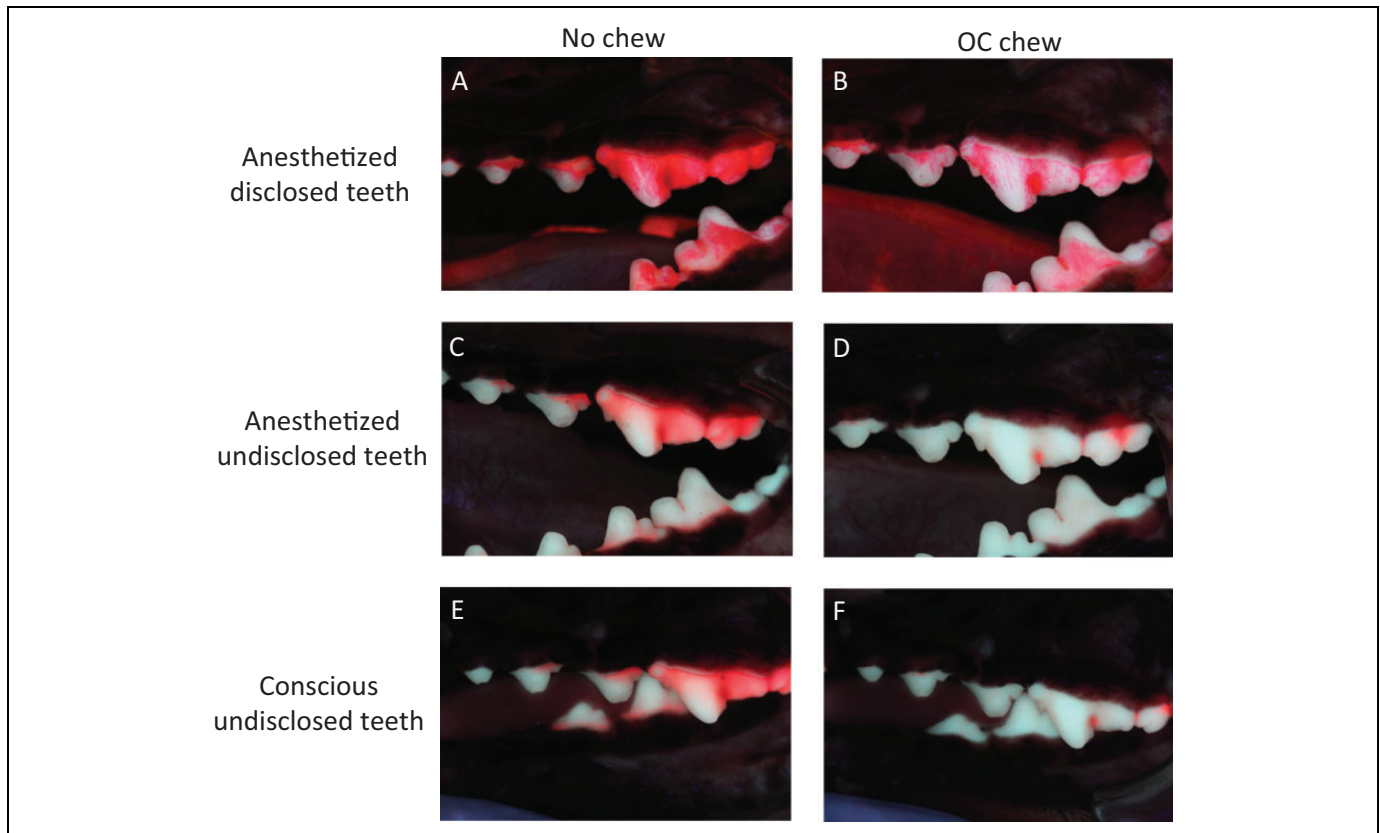 No chew
OC chew
A
B
Anesthetized
disclosed teeth
C
D
Anesthetized
undisclosed teeth
E
F
Conscious
undisclosed teeth